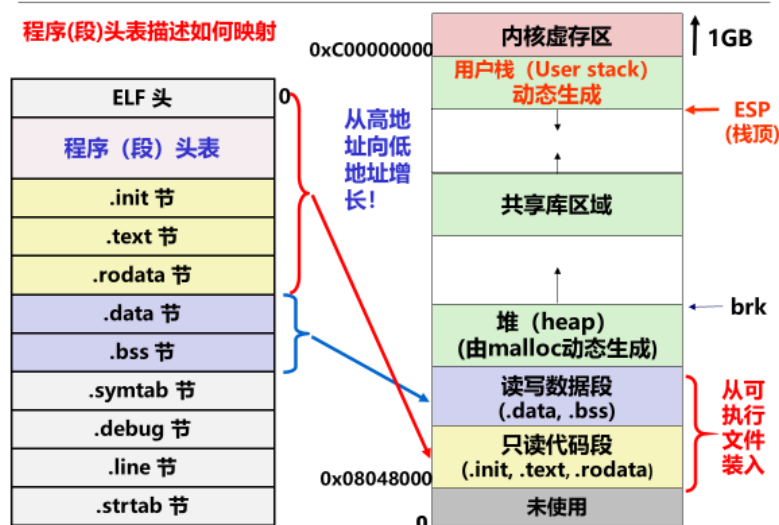 程序(段)头表描述如何映射
ELF 头
0
程序（段）头表
.init 节
.text 节
.rodata 节
.data 节
.bss 节
.symtab 节
.debug 节
.line 节
.strtab 节
从高地
址向低
地址增
长！
0xC00000000
内核虚存区
1GB
用户栈（User stack）
动态生成
ESP
(栈顶)
共享库区域
brk
堆（heap）
(由malloc动态生成)
读写数据段
(.data, .bss)
只读代码段
(.init, .text, .rodata)
0x08048000
未使用
0
从可
执行
文件
装入